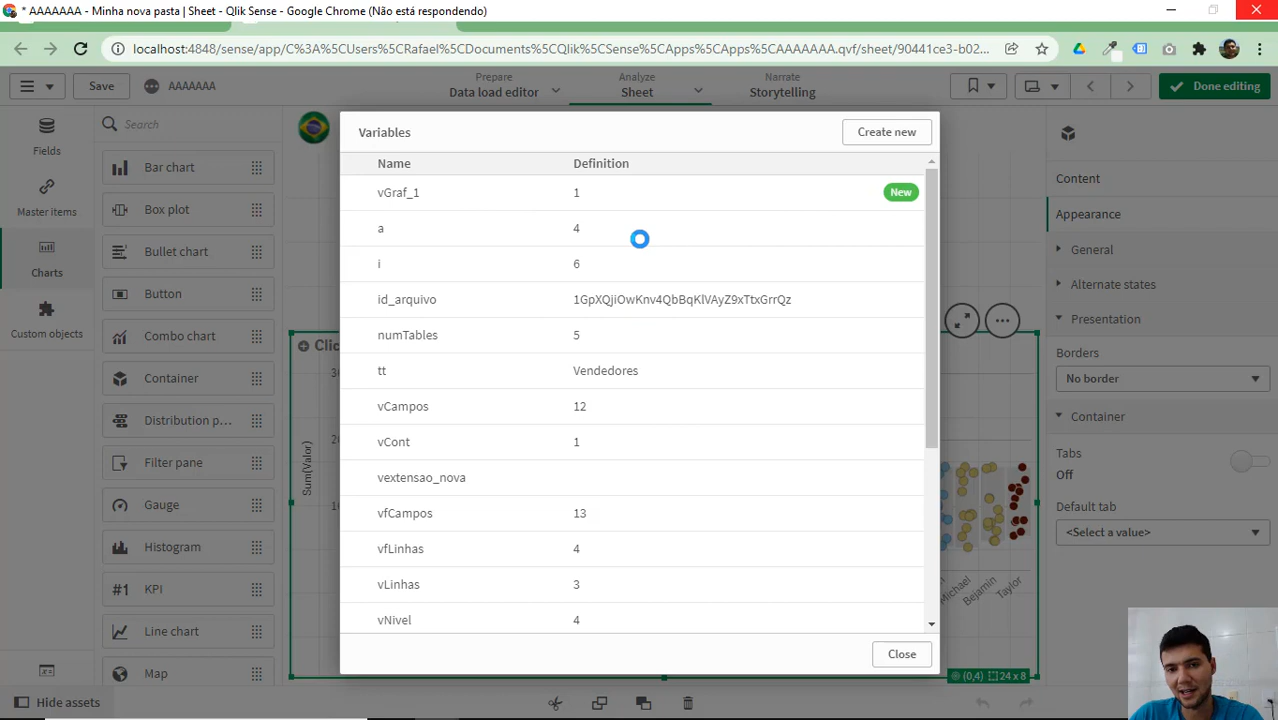 * AAAAAAA - Minha nova pasta | Sheet - Qlik Sense - Google Chrome (Não está respondendo)
localhost:4848/sense/app/C%3A%5CUsers%5CRafael%5CDocuments%5CQlik%5CSense%5CApps%5CApps%5CAAAAAAA.qvf/sheet/90441ce3-b02...
Save
AAAAAAA
Prepare
Data load editor
Analyze
Sheet
Narrate
Storytelling
Done editing
Fields
Master items
Charts
Custom objects
Search
Bar chart
Box plot
Bullet chart
Button
Combo chart
Container
Distribution p...
Filter pane
Gauge
Histogram
#1 KPI
Line chart
Map
Hide assets
Clic
Sum(Valor)
Variables
Create new
Name Definition
vGraf_1 1 New
a 4
i 6
id_arquivo 1GpXQjiOwKnv4QbBqKlVAyZ9xTtxGrrQz
numTables 5
tt Vendedores
vCampos 12
vCont 1
vextensao_nova
vfCampos 13
vfLinhas 4
vLinhas 3
vNivel 4
Close
Michael
Bejamin
Taylor
(0,4) 24 x 8
Content
Appearance
General
Alternate states
Presentation
Borders
No border
Container
Tabs
Off
Default tab
<Select a value>